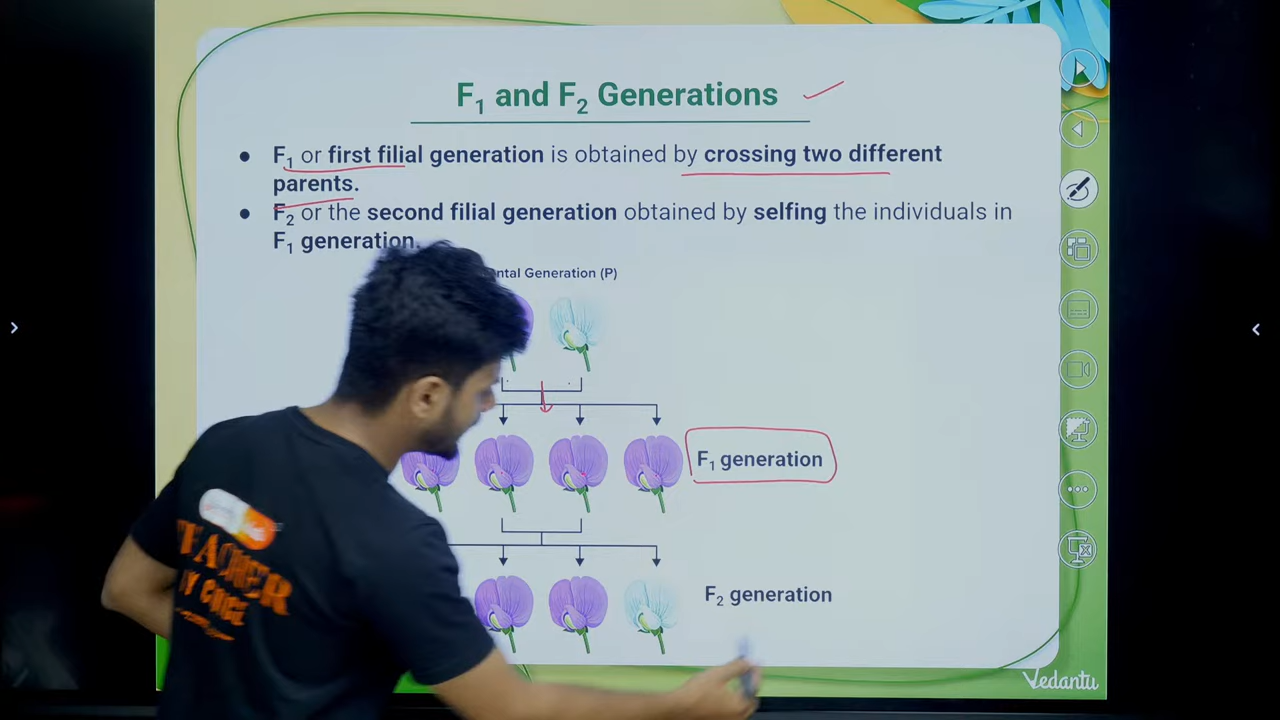 F₁ and F₂ Generations
F₁ or first filial generation is obtained by crossing two different
parents.
F₂ or the second filial generation obtained by selfing the individuals in
F₁ generation.
ntal Generation (P)
F₁ generation
F₂ generation
Vedantu